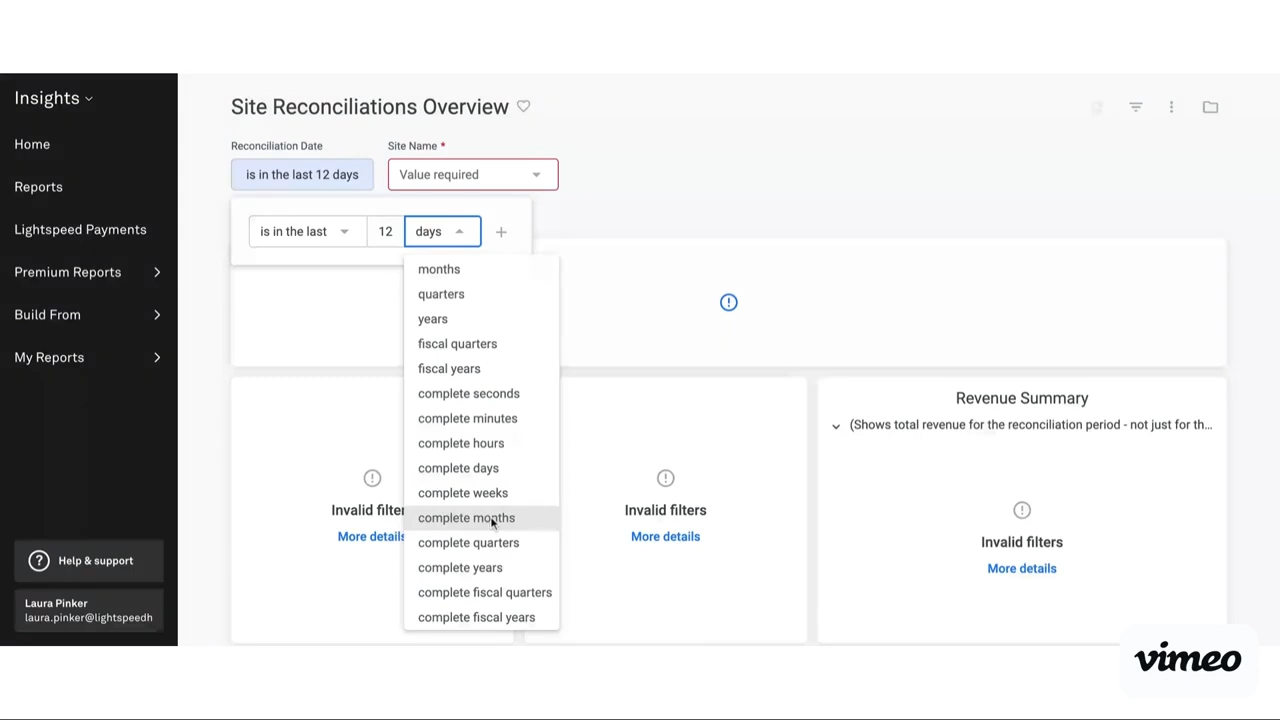 Insights
Home
Reports
Lightspeed Payments
Premium Reports
Build From
My Reports
Help & support
Laura Pinker
laura.pinker@lightspeedh
Site Reconciliations Overview
Reconciliation Date
Site Name *
is in the last 12 days
Value required
is in the last
12
days
months
quarters
years
fiscal quarters
fiscal years
complete seconds
complete minutes
complete hours
complete days
complete weeks
complete months
complete quarters
complete years
complete fiscal quarters
complete fiscal years
Invalid filter
More details
Invalid filters
More details
Revenue Summary
(Shows total revenue for the reconciliation period - not just for th...
Invalid filters
More details
vimeo